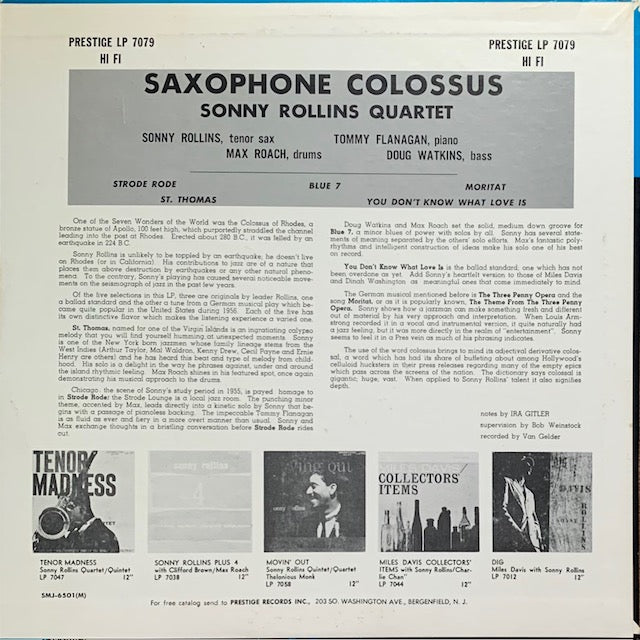 PRESTIGE LP 7079
HI FI
PRESTIGE LP 7079
HI FI
SAXOPHONE COLOSSUS
SONNY ROLLINS QUARTET
SONNY ROLLINS, tenor sax
TOMMY FLANAGAN, piano
MAX ROACH, drums
DOUG WATKINS, bass
STRODE RODE
BLUE 7
MORITAT
ST. THOMAS
YOU DON'T KNOW WHAT LOVE IS
One of the Seven Wonders of the World was the Colossus of Rhodes, a
bronze statue of Apollo, 100 feet high, which purportedly straddled the channel
leading into the post at Rhodes. Erected about 280 B.C., it was felled by an
earthquake in 224 B.C.
Sonny Rollins is unlikely to be toppled by an earthquake; he doesn't live
on Rhodes (or in California). His contributions to jazz are of a nature that
places them above destruction by earthquakes or any other natural pheno-
mena. To the contrary, Sonny's playing has caused several noticeable move-
ments on the seismograph of jazz in the past few years.
Of the five selections in this LP, three are originals by leader Rollins, one
a ballad standard and the other a tune from a German musical play which be-
came quite popular in the United States during 1956. Each of the five has
its own distinctive flavor which makes the listening experience a varied one.
St. Thomas, named for one of the Virgin Islands is an ingratiating calypso
melody that you will find yourself humming at unexpected moments. Sonny
is one of the New York born jazzmen whose family lineage stems from the
West Indies (Arthur Taylor, Mal Waldron, Kenny Drew, Cecil Payne and Ernie
Henry are others) and he has heard this beat and type of melody from child-
hood. His solo is a delight in the way he phrases against, under and around
the island rhythmic feeling. Max Roach shines in his featured spot, once again
demonstrating his musical approach to the drums.
Chicago, the scene of Sonny's study period in 1955, is payed homage to
in Strode Rode; the Strode Lounge is a local jazz room. The punching minor
theme, accented by Max, leads directly into a kinetic solo by Sonny that be-
gins with a passage of pianoless backing. The impeccable Tommy Flanagan
is as fluid as ever and fiery in a more overt manner than usual. Sonny and
Max exchange thoughts in a bristling conversation before Strode Rode rides
out.
Doug Watkins and Max Roach set the solid, medium down groove for
Blue 7, a minor blues of power with solos by all. Sonny has several state-
ments of meaning separated by the others' solo efforts. Max's fantastic poly-
rhythms and intelligent construction of ideas make his solo one of his best
on record.
You Don't Know What Love Is is the ballad standard; one which has not
been overdone as yet. Add Sonny's heartfelt version to those of Miles Davis
and Dinah Washington as meaningful ones that come immediately to mind.
The German musical mentioned before is The Three Penny Opera and the
song Moritat, or as it is popularly known, The Theme From The Three Penny
Opera. Sonny shows how a jazzman can make something fresh and different
out of material by his very approach and interpretation. When Louis Arm-
strong recorded it in a vocal and instrumental version, it quite naturally had
a jazz feeling, but it was more directly in the realm of "entertainment". Sonny
seems to feel it in a Pres vein as much of his phrasing indicates.
The use of the word colossus brings to mind its adjectival derivative colos-
sal, a word which has had its share of buffeting about among Hollywood's
celluloid hucksters in their press releases regarding many of the empty epics
which pass across the screens of the nation. The dictionary says colossal is
gigantic; huge, vast. When applied to Sonny Rollins' talent it also signifies
depth.
notes by IRA GITLER
supervision by Bob Weinstock
recorded by Van Gelder
TENOR
MADNESS
sonny rollins
4
MILES DAVIS
COLLECTORS'
ITEMS
TENOR MADNESS
Sonny Rollins Quartet/Quintet
LP 7047 12"
SONNY ROLLINS PLUS 4
with Clifford Brown/Max Roach
LP 7038 12"
MOVIN' OUT
Sonny Rollins Quintet/Quartet
Thelonious Monk
LP 7058 12"
MILES DAVIS COLLECTORS'
ITEMS with Sonny Rollins/Char-
lie Chan"
LP 7044 12"
DIG
Miles Davis with Sonny Rollins
LP 7012 12"
SMJ-6501(M)
For free catalog send to PRESTIGE RECORDS INC., 203 SO. WASHINGTON AVE., BERGENFIELD, N. J.